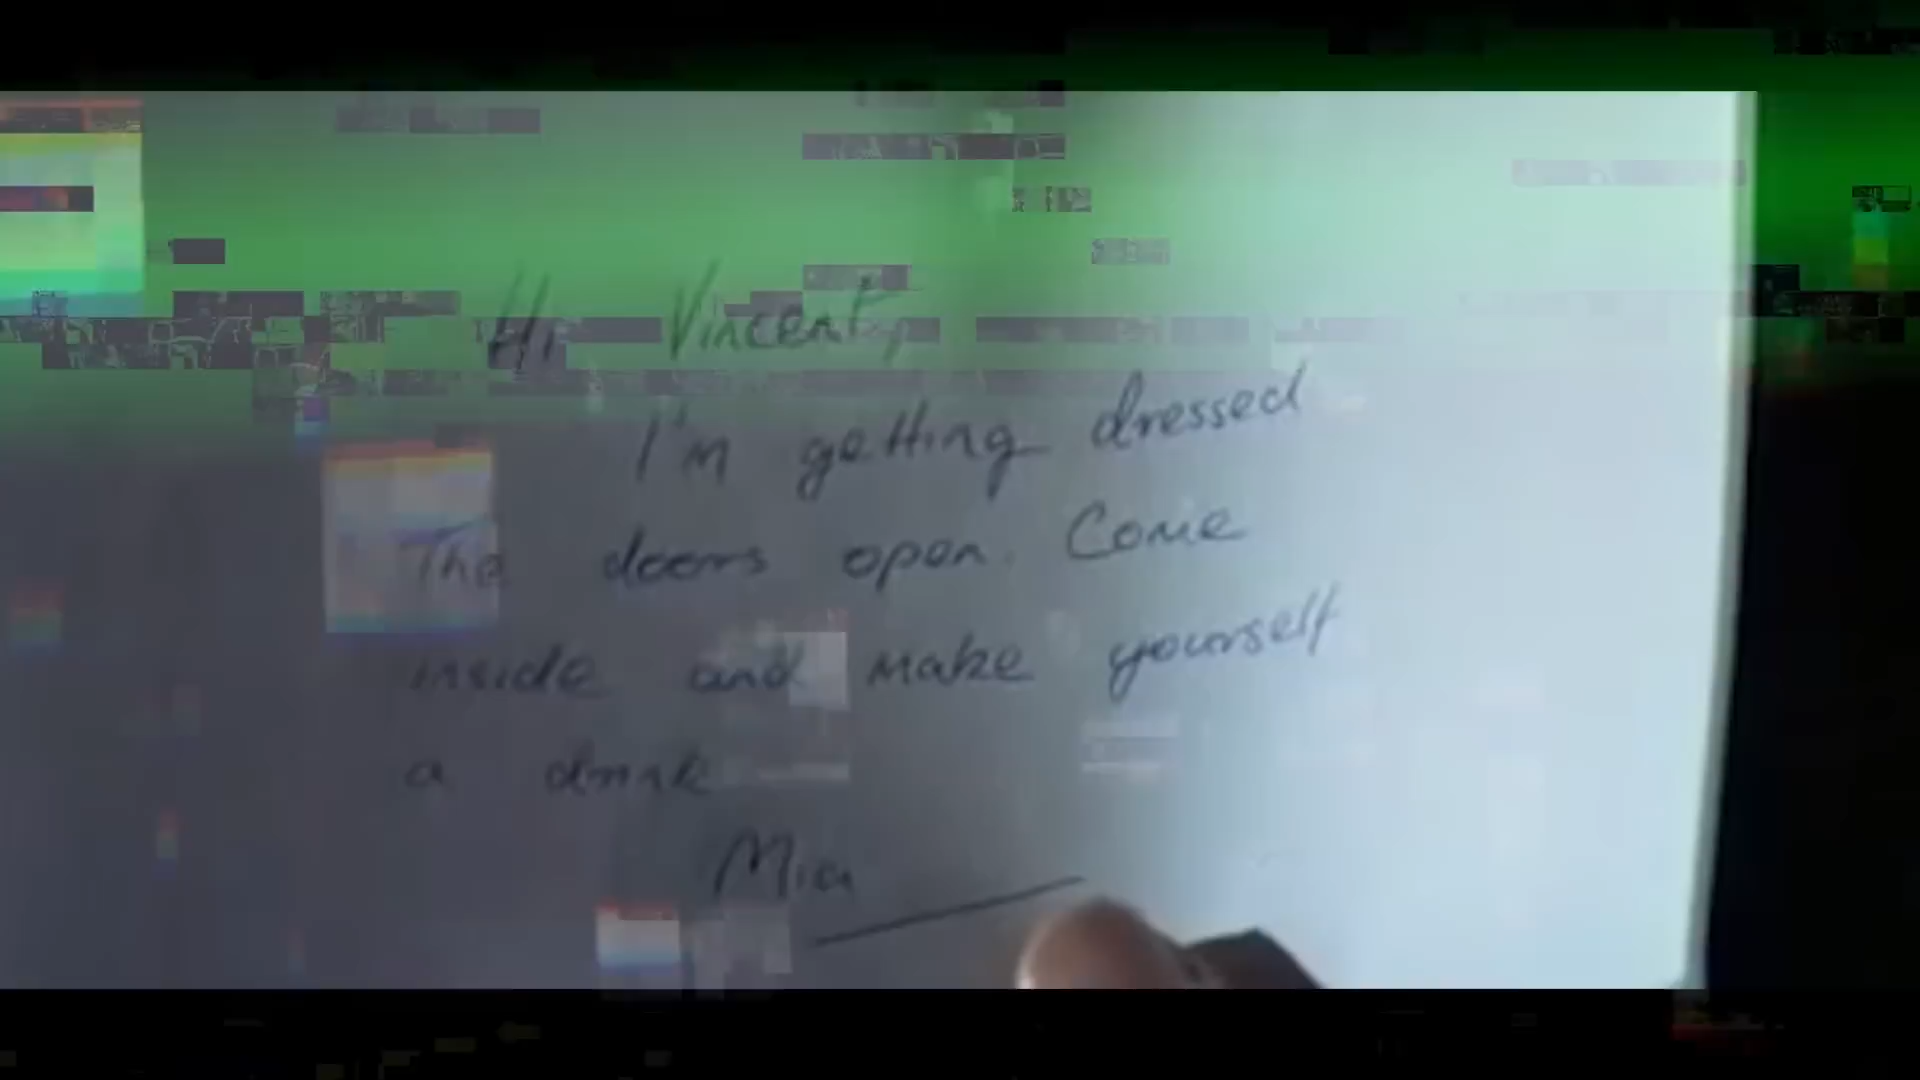 Hi Vincent,
I'm getting dressed
The doors open. Come
inside and make yourself
a drink
Mia